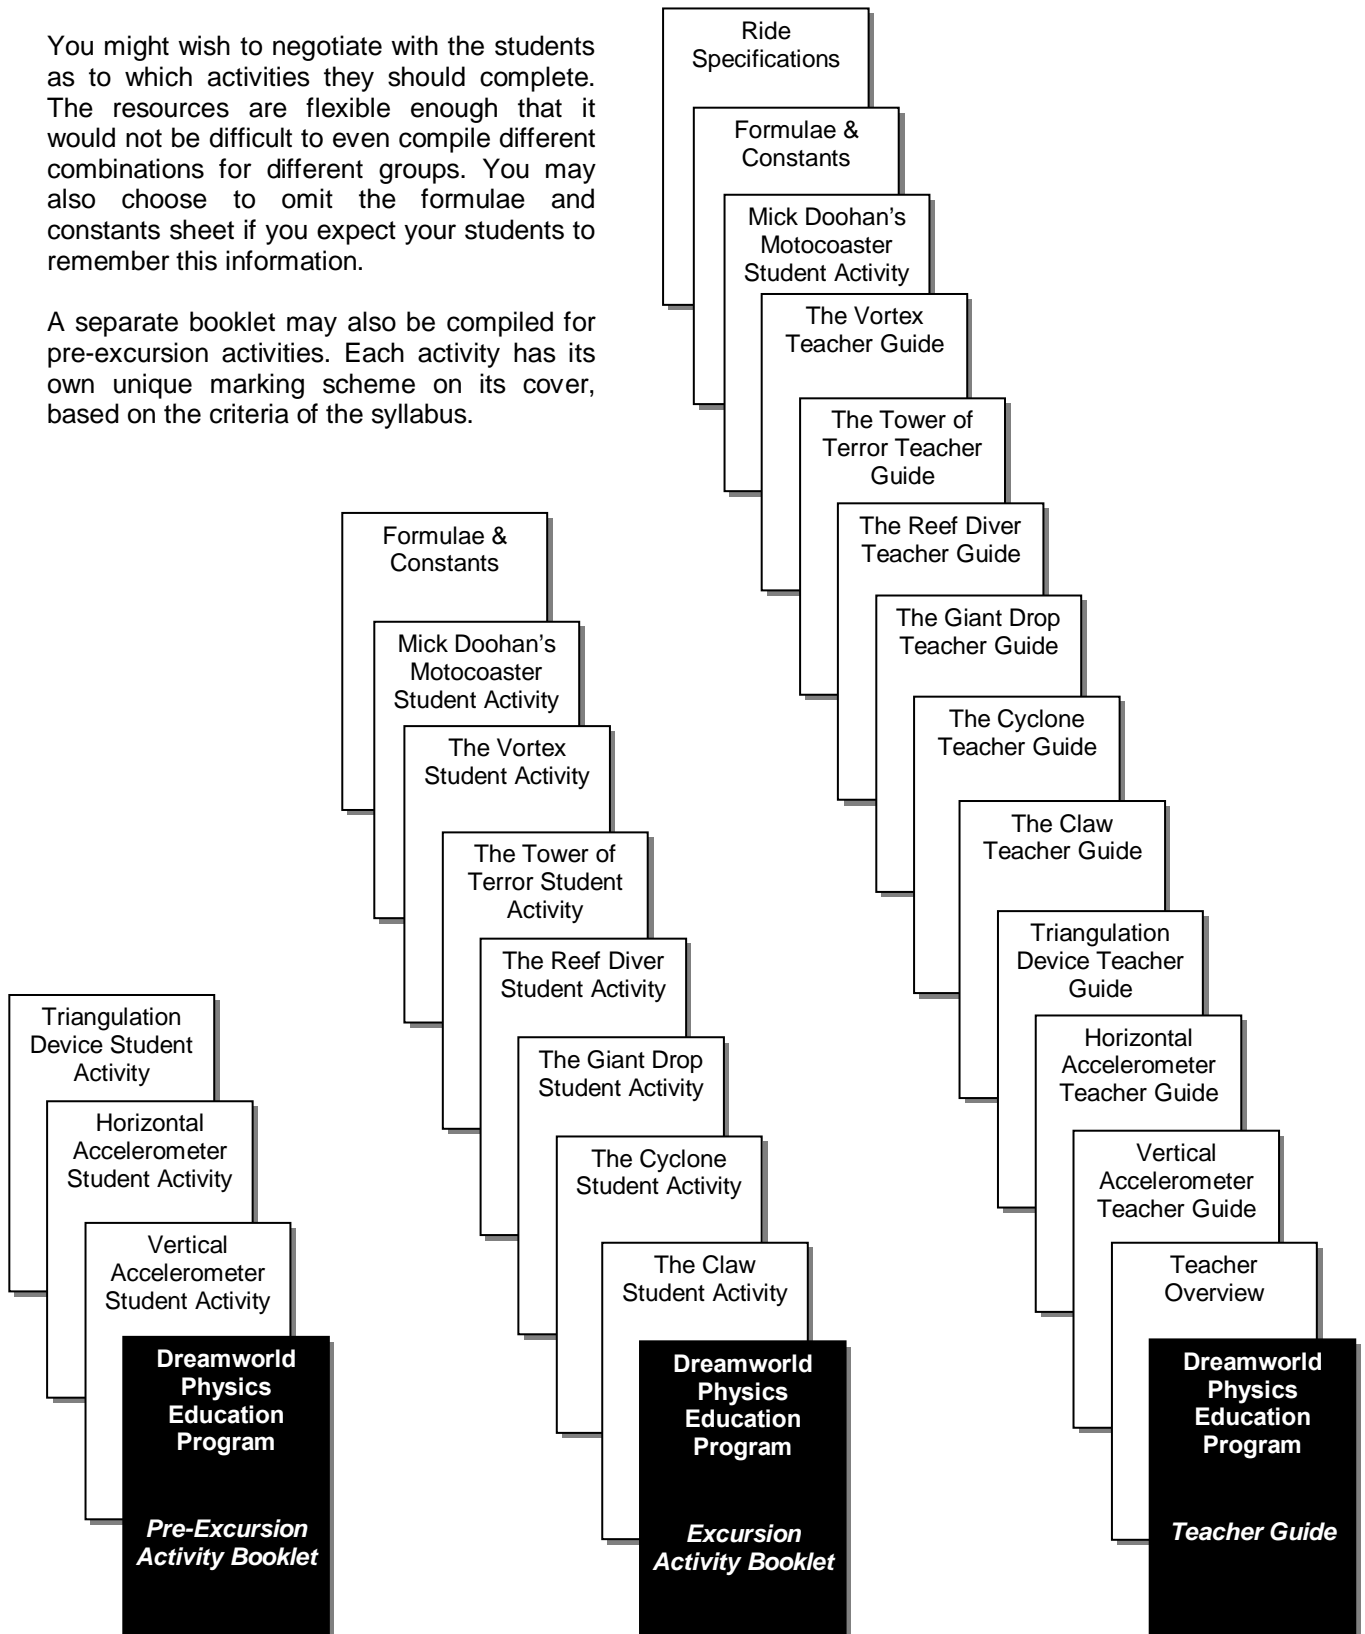 You might wish to negotiate with the students
as to which activities they should complete.
The resources are flexible enough that it
would not be difficult to even compile different
combinations for different groups. You may
also choose to omit the formulae and
constants sheet if you expect your students to
remember this information.
A separate booklet may also be compiled for
pre-excursion activities. Each activity has its
own unique marking scheme on its cover,
based on the criteria of the syllabus.
Triangulation
Device Student
Activity
Horizontal
Accelerometer
Student Activity
Vertical
Accelerometer
Student Activity
Dreamworld
Physics
Education
Program
Pre-Excursion
Activity Booklet
Formulae &
Constants
Mick Doohan's
Motocoaster
Student Activity
The Vortex
Student Activity
The Tower of
Terror Student
Activity
The Reef Diver
Student Activity
The Giant Drop
Student Activity
The Cyclone
Student Activity
The Claw
Student Activity
Dreamworld
Physics
Education
Program
Excursion
Activity Booklet
Ride
Specifications
Formulae &
Constants
Mick Doohan's
Motocoaster
Student Activity
The Vortex
Teacher Guide
The Tower of
Terror Teacher
Guide
The Reef Diver
Teacher Guide
The Giant Drop
Teacher Guide
The Cyclone
Teacher Guide
The Claw
Teacher Guide
Triangulation
Device Teacher
Guide
Horizontal
Accelerometer
Teacher Guide
Vertical
Accelerometer
Teacher Guide
Teacher
Overview
Dreamworld
Physics
Education
Program
Teacher Guide